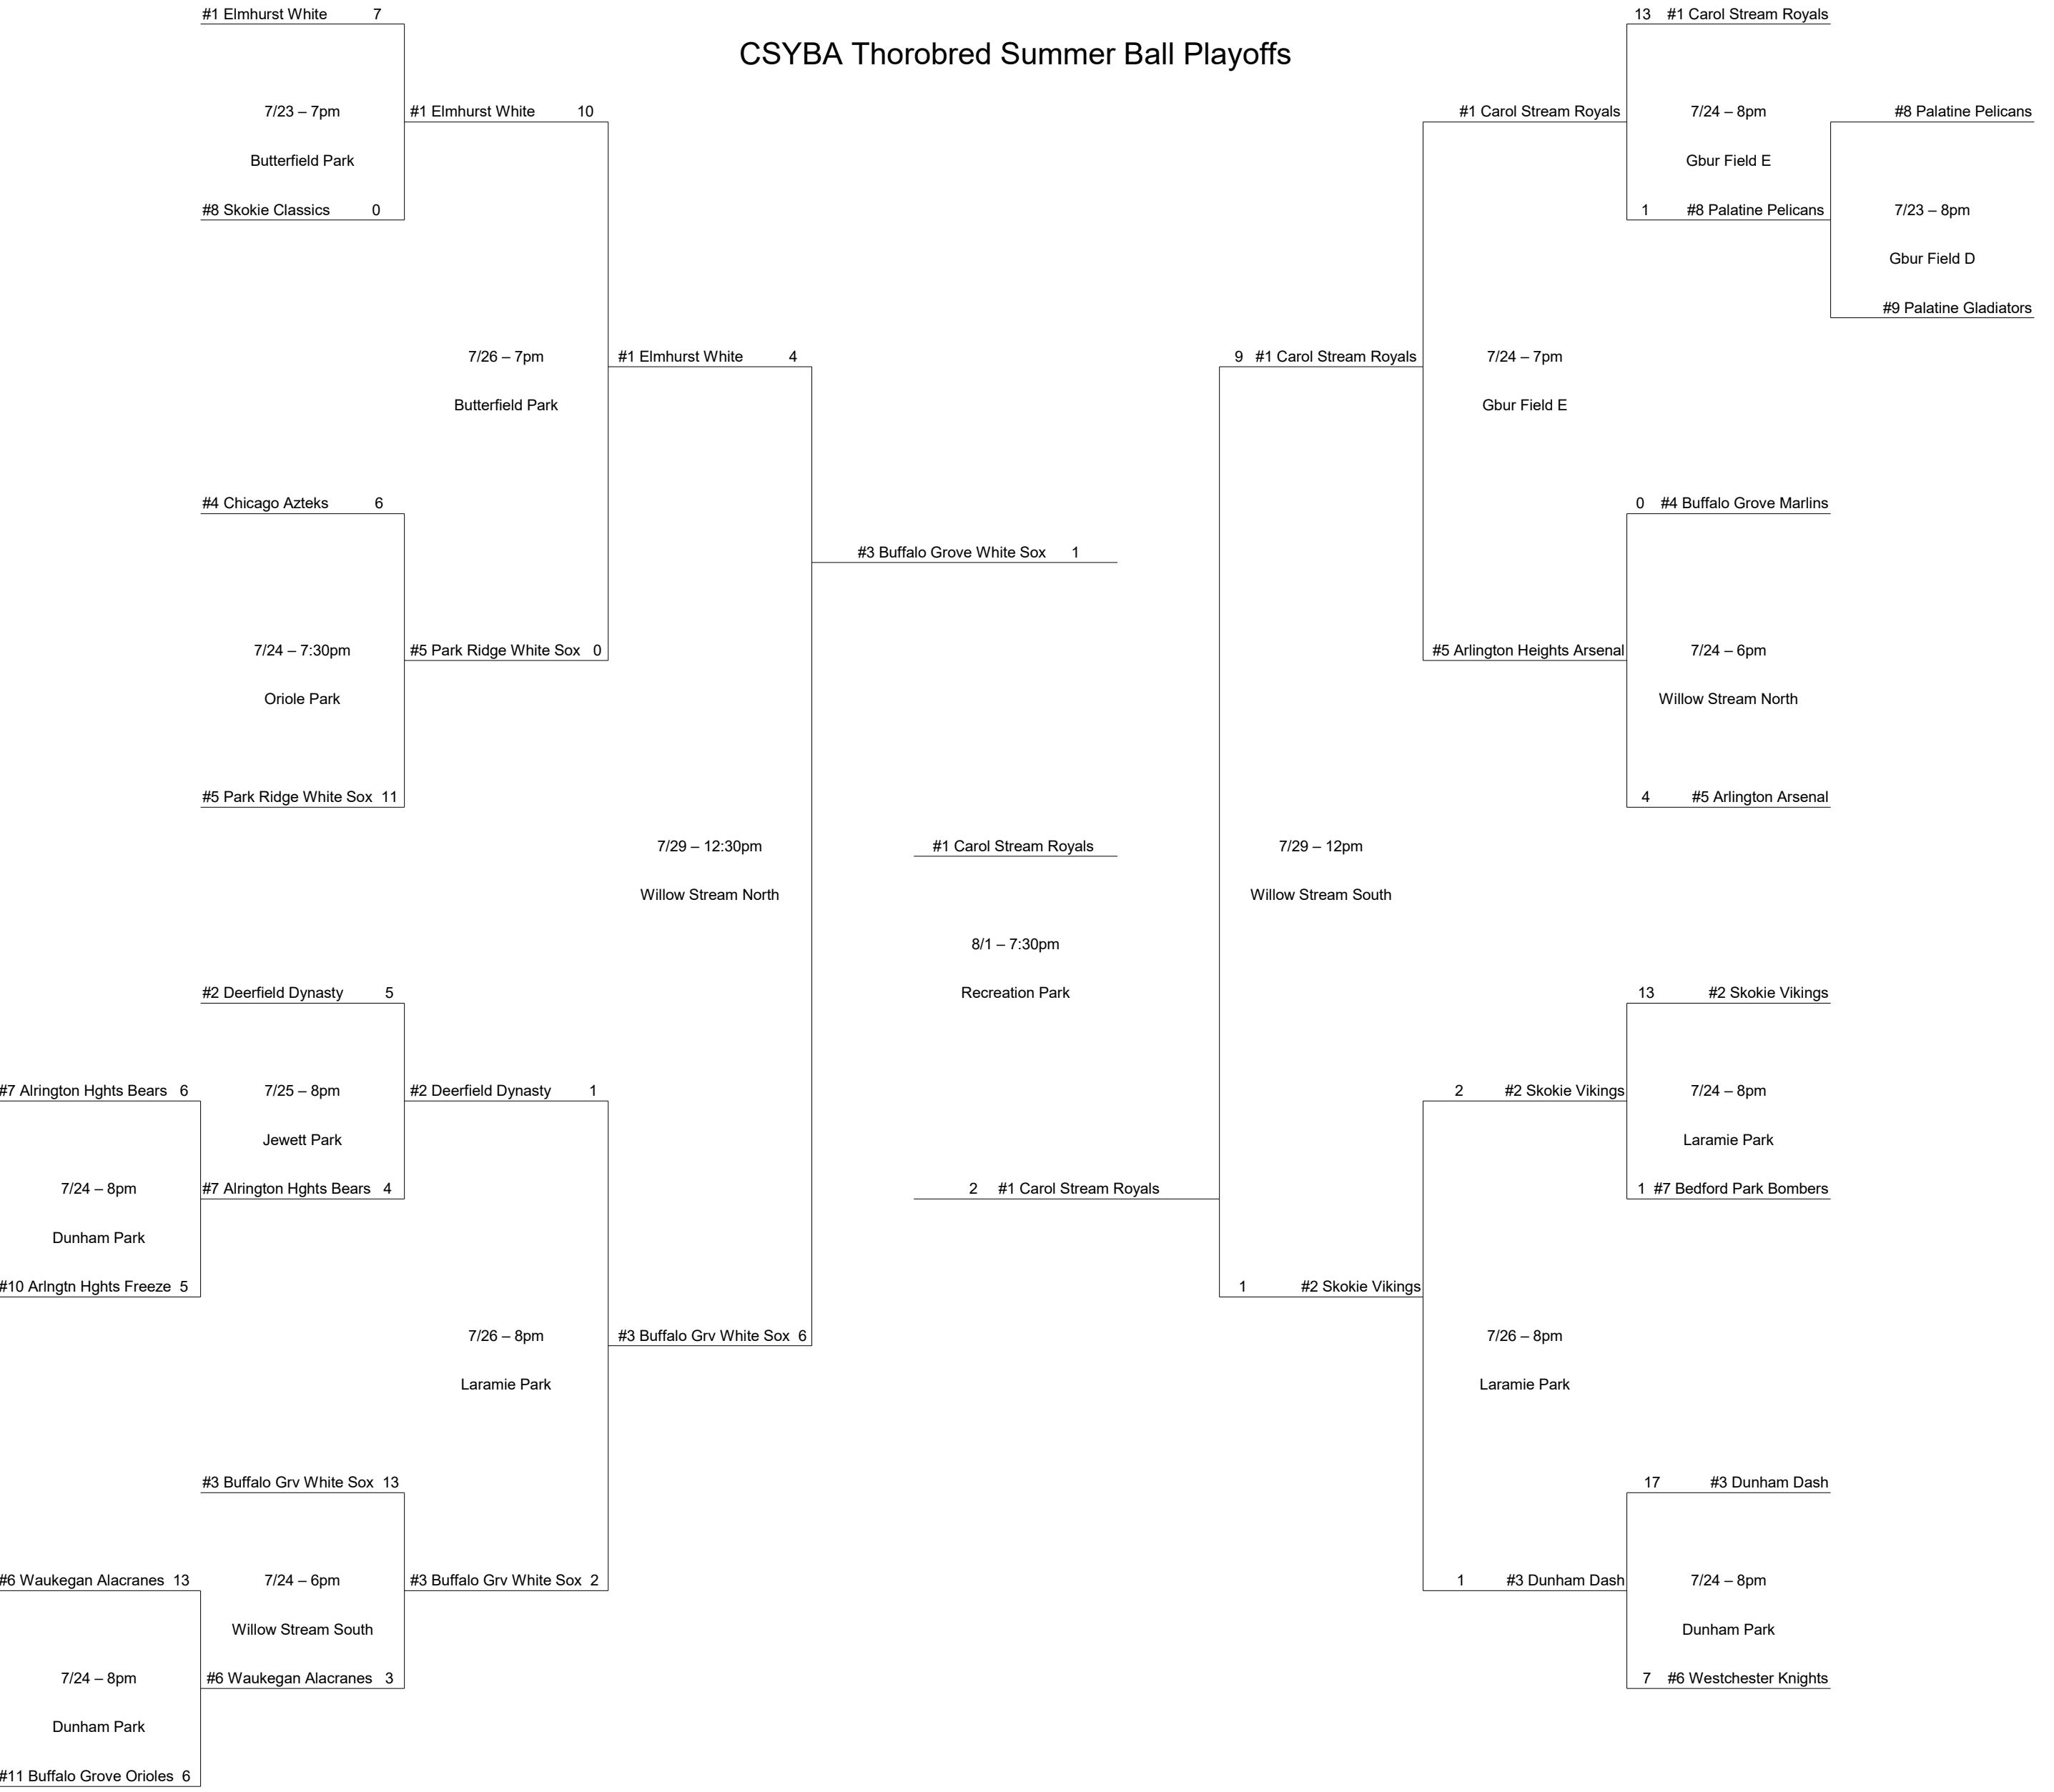 #1 Elmhurst White 7
13 #1 Carol Stream Royals
CSYBA Thorobred Summer Ball Playoffs
7/23 – 7pm
#1 Elmhurst White 10
#1 Carol Stream Royals
7/24 – 8pm
#8 Palatine Pelicans
Butterfield Park
Gbur Field E
#8 Skokie Classics 0
1 #8 Palatine Pelicans
7/23 – 8pm
Gbur Field D
#9 Palatine Gladiators
7/26 – 7pm
#1 Elmhurst White 4
9 #1 Carol Stream Royals
7/24 – 7pm
Butterfield Park
Gbur Field E
#4 Chicago Azteks 6
0 #4 Buffalo Grove Marlins
#3 Buffalo Grove White Sox 1
7/24 – 7:30pm
#5 Park Ridge White Sox 0
#5 Arlington Heights Arsenal
7/24 – 6pm
Oriole Park
Willow Stream North
#5 Park Ridge White Sox 11
4 #5 Arlington Arsenal
7/29 – 12:30pm
#1 Carol Stream Royals
7/29 – 12pm
Willow Stream North
Willow Stream South
8/1 – 7:30pm
#2 Deerfield Dynasty 5
Recreation Park
13 #2 Skokie Vikings
#7 Alrington Hghts Bears 6
7/25 – 8pm
#2 Deerfield Dynasty 1
2 #2 Skokie Vikings
7/24 – 8pm
Jewett Park
Laramie Park
7/24 – 8pm
#7 Alrington Hghts Bears 4
2 #1 Carol Stream Royals
1 #7 Bedford Park Bombers
Dunham Park
#10 Arlngtn Hghts Freeze 5
1 #2 Skokie Vikings
7/26 – 8pm
#3 Buffalo Grv White Sox 6
7/26 – 8pm
Laramie Park
Laramie Park
#3 Buffalo Grv White Sox 13
17 #3 Dunham Dash
#6 Waukegan Alacranes 13
7/24 – 6pm
#3 Buffalo Grv White Sox 2
1 #3 Dunham Dash
7/24 – 8pm
Willow Stream South
Dunham Park
7/24 – 8pm
#6 Waukegan Alacranes 3
7 #6 Westchester Knights
Dunham Park
#11 Buffalo Grove Orioles 6